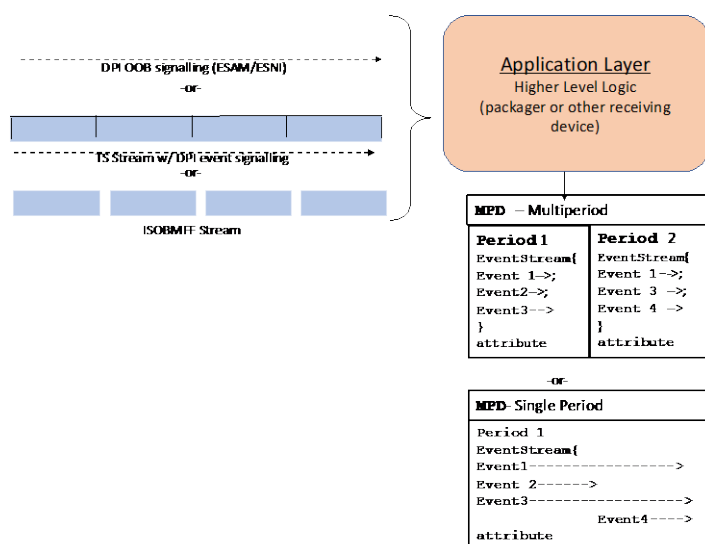 DPI OOB signalling (ESAM/ESNI)
-or-
TS Stream w/ DPI event signalling
-or-
ISOBMFF Stream
Application Layer
Higher Level Logic
(packager or other receiving
device)
MPD – Multiperiod
Period 1
EventStream{
Event 1–>;
Event2–>;
Event3-->
}
attribute
Period 2
EventStream{
Event 1-->;
Event 3 –>;
Event 4 –>
}
attribute
-or-
MPD- Single Period
Period 1
EventStream{
Event1-------------------->
Event 2------>
Event3--------------------->
Event4---->
attribute